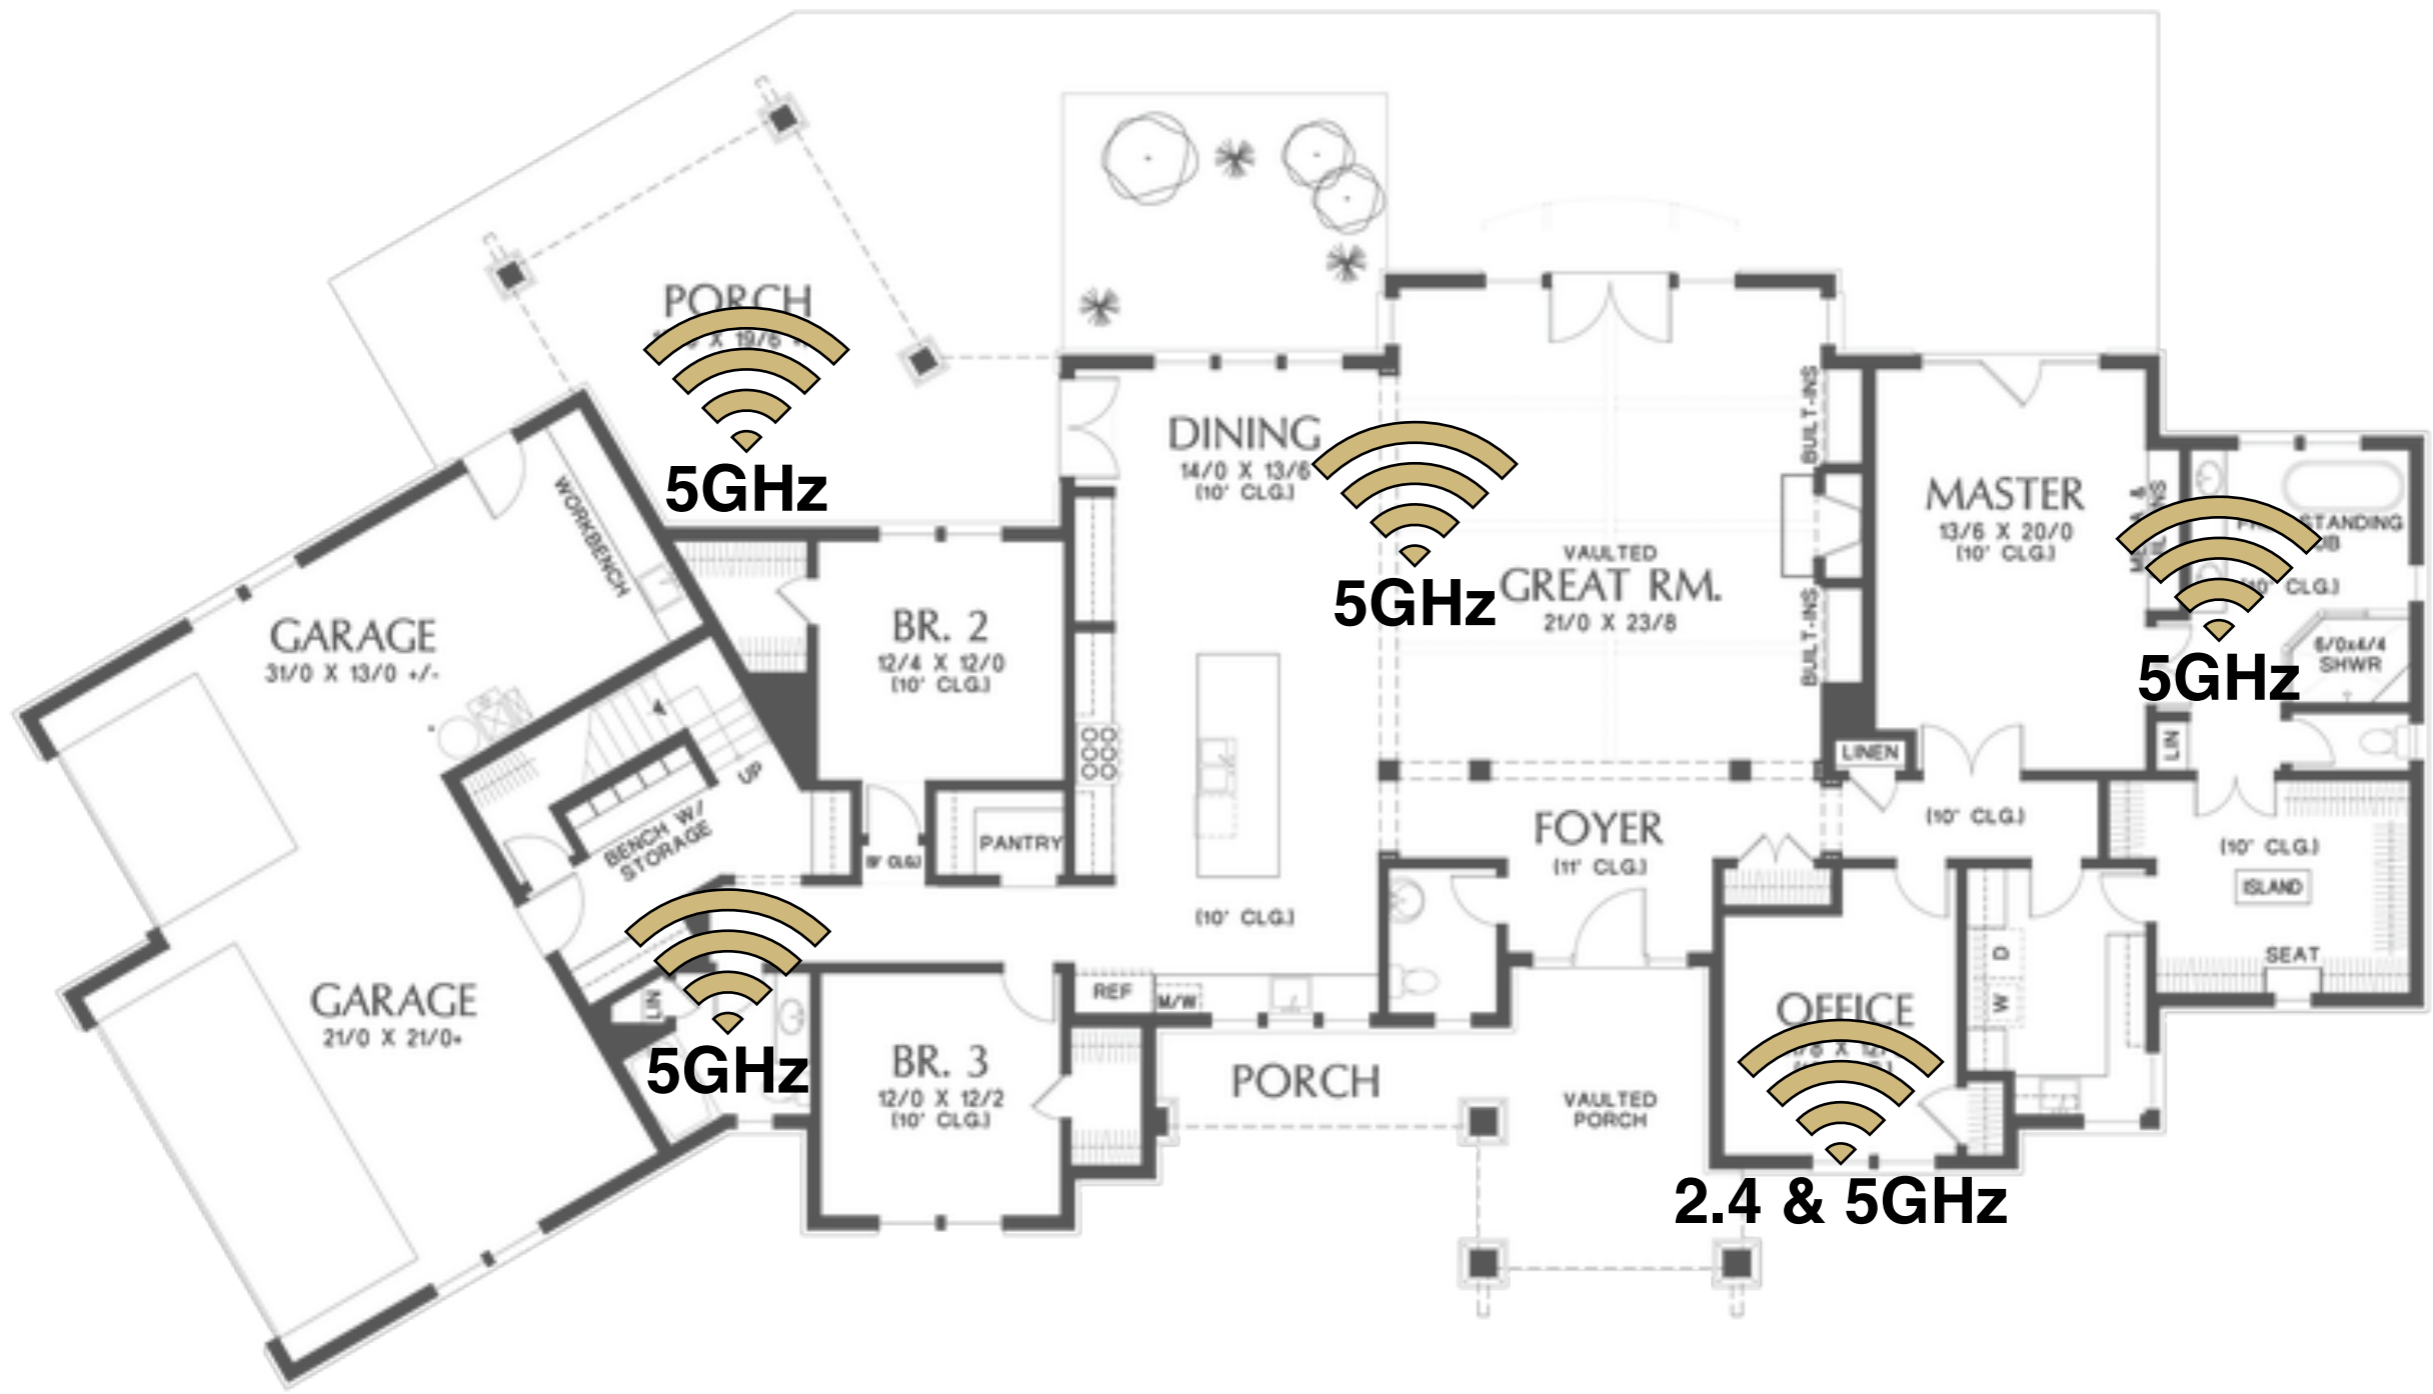 PORCH
X 19/6
5GHz
DINING
14/0 X 13/6
(10' CLG.)
5GHz
VAULTED
GREAT RM.
21/0 X 23/8
BUILT-INS
BUILT-INS
MASTER
13/6 X 20/0
(10' CLG.)
STANDING
(10' CLG.)
5GHz
6/0x4/4
SHWR
LIN
LINEN
WORKBENCH
GARAGE
31/0 X 13/0 +/-
BR. 2
12/4 X 12/0
(10' CLG.)
UP
BENCH W/
STORAGE
PANTRY
FOYER
(11' CLG.)
(10' CLG.)
(10' CLG.)
ISLAND
SEAT
(10' CLG.)
GARAGE
21/0 X 21/0+
LIN
5GHz
BR. 3
12/0 X 12/2
(10' CLG.)
REF
M/W
PORCH
VAULTED
PORCH
OFFICE
D
W
2.4 & 5GHz